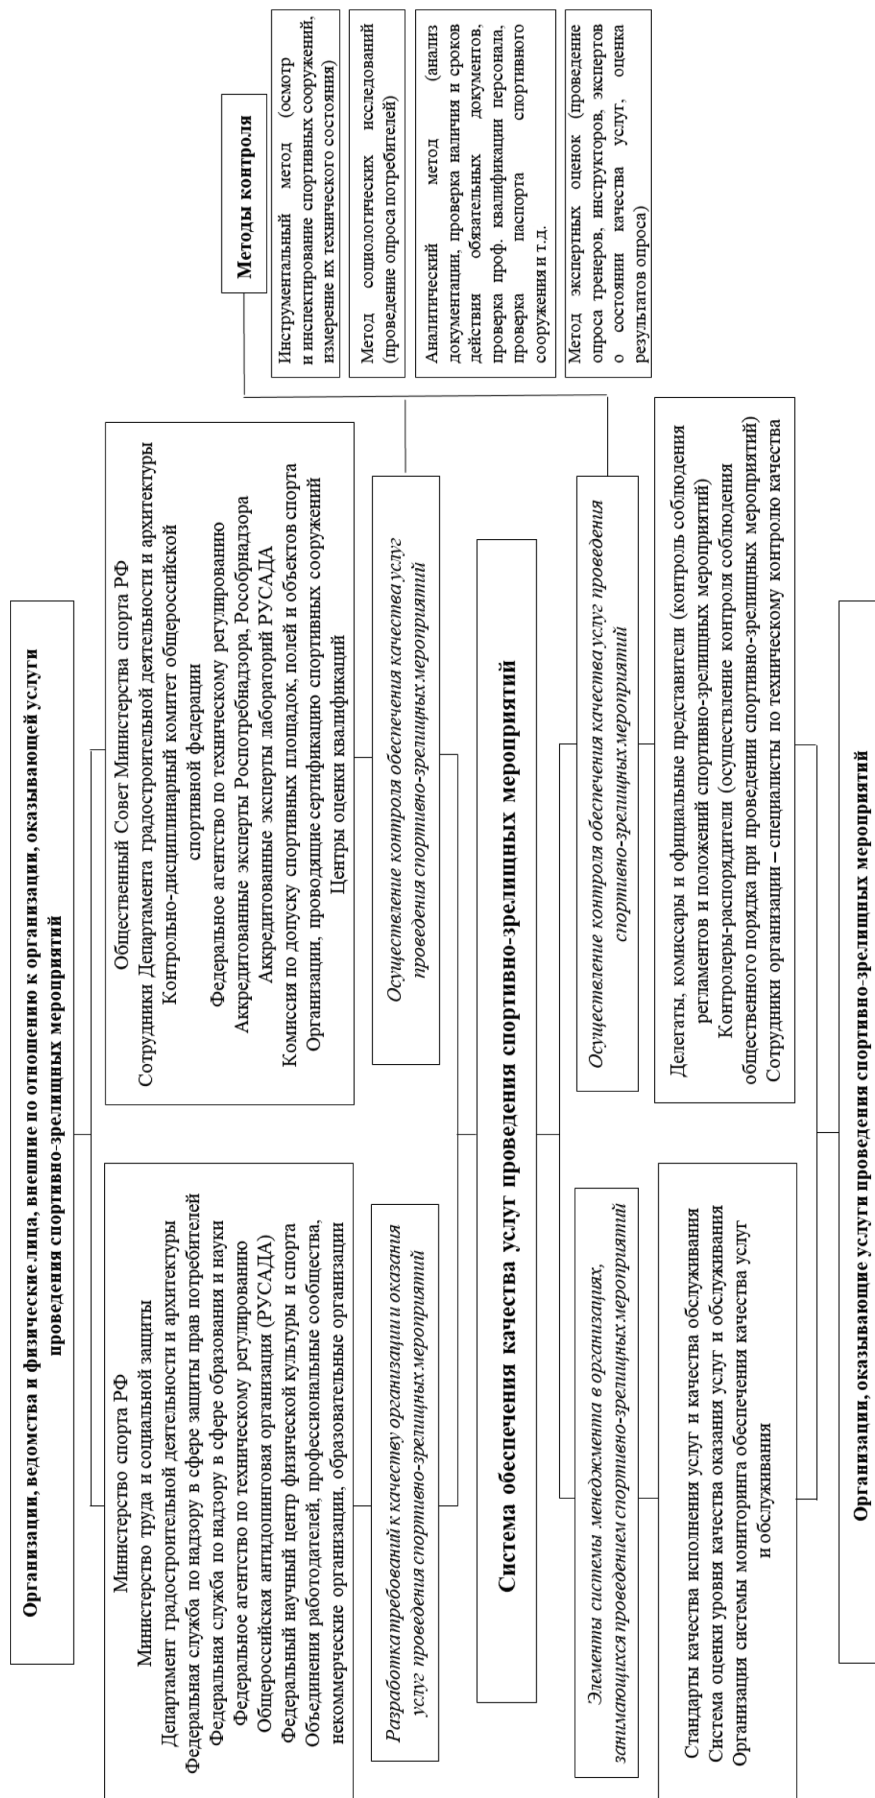 Организации, ведомства и физические лица, внешние по отношению к организации, оказывающей услуги
проведения спортивно-зрелищных мероприятий
Министерство спорта РФ
Министерство труда и социальной защиты
Департамент градостроительной деятельности и архитектуры
Федеральная служба по надзору в сфере защиты прав потребителей
Федеральная служба по надзору в сфере образования и науки
Федеральное агентство по техническому регулированию
Общероссийская антидопинговая организация (РУСАДА)
Федеральный научный центр физической культуры и спорта
Объединения работодателей, профессиональные сообщества,
некоммерческие организации, образовательные организации
Общественный Совет Министерства спорта РФ
Сотрудники Департамента градостроительной деятельности и архитектуры
Контрольно-дисциплинарный комитет общероссийской
спортивной федерации
Федеральное агентство по техническому регулированию
Аккредитованные эксперты Роспотребнадзора, Рособрнадзора
Аккредитованные эксперты лабораторий РУСАДА
Комиссия по допуску спортивных площадок, полей и объектов спорта
Организации, проводящие сертификацию спортивных сооружений
Центры оценки квалификаций
Разработка требований к качеству организации и оказания
услуг проведения спортивно-зрелищных мероприятий
Осуществление контроля обеспечения качества услуг
проведения спортивно-зрелищных мероприятий
Система обеспечения качества услуг проведения спортивно-зрелищных мероприятий
Элементы системы менеджмента в организациях,
занимающихся проведением спортивно-зрелищных мероприятий
Осуществление контроля обеспечения качества услуг проведения
спортивно-зрелищных мероприятий
Стандарты качества исполнения услуг и качества обслуживания
Система оценки уровня качества оказания услуг и обслуживания
Организация системы мониторинга обеспечения качества услуг
и обслуживания
Делегаты, комиссары и официальные представители (контроль соблюдения
регламентов и положений спортивно-зрелищных мероприятий)
Контролеры-распорядители (осуществление контроля соблюдения
общественного порядка при проведении спортивно-зрелищных мероприятий)
Сотрудники организации – специалисты по техническому контролю качества
Организации, оказывающие услуги проведения спортивно-зрелищных мероприятий
Методы контроля
Инструментальный метод (осмотр
и инспектирование спортивных сооружений,
измерение их технического состояния)
Метод социологических исследований
(проведение опроса потребителей)
Аналитический метод (анализ
документации, проверка наличия и сроков
действия обязательных документов,
проверка проф. квалификации персонала,
проверка паспорта спортивного
сооружения и т.д.
Метод экспертных оценок (проведение
опроса тренеров, инструкторов, экспертов
о состоянии качества услуг, оценка
результатов опроса)